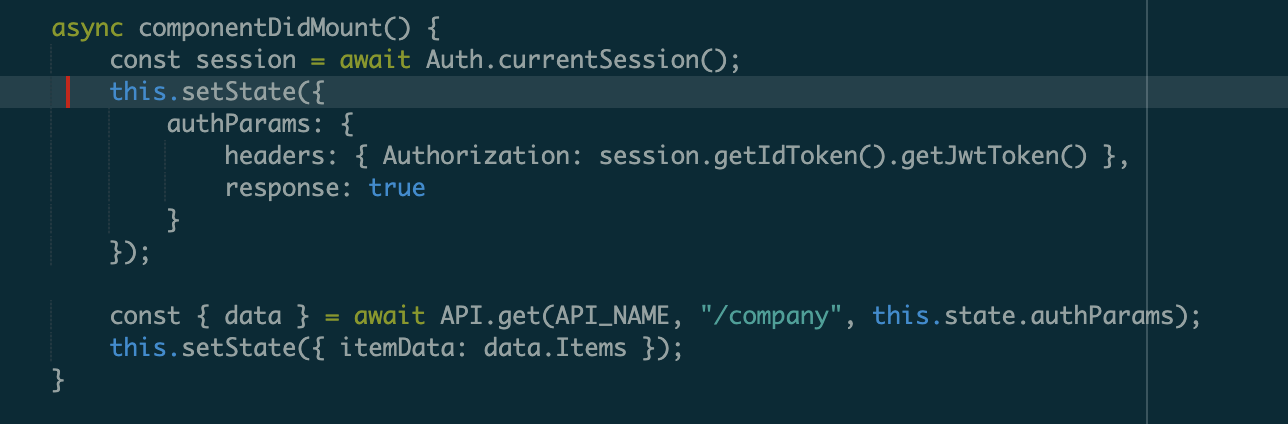 async componentDidMount() {
    const session = await Auth.currentSession();
    this.setState({
        authParams: {
            headers: { Authorization: session.getIdToken().getJwtToken() },
            response: true
        }
    });

    const { data } = await API.get(API_NAME, "/company", this.state.authParams);
    this.setState({ itemData: data.Items });
}